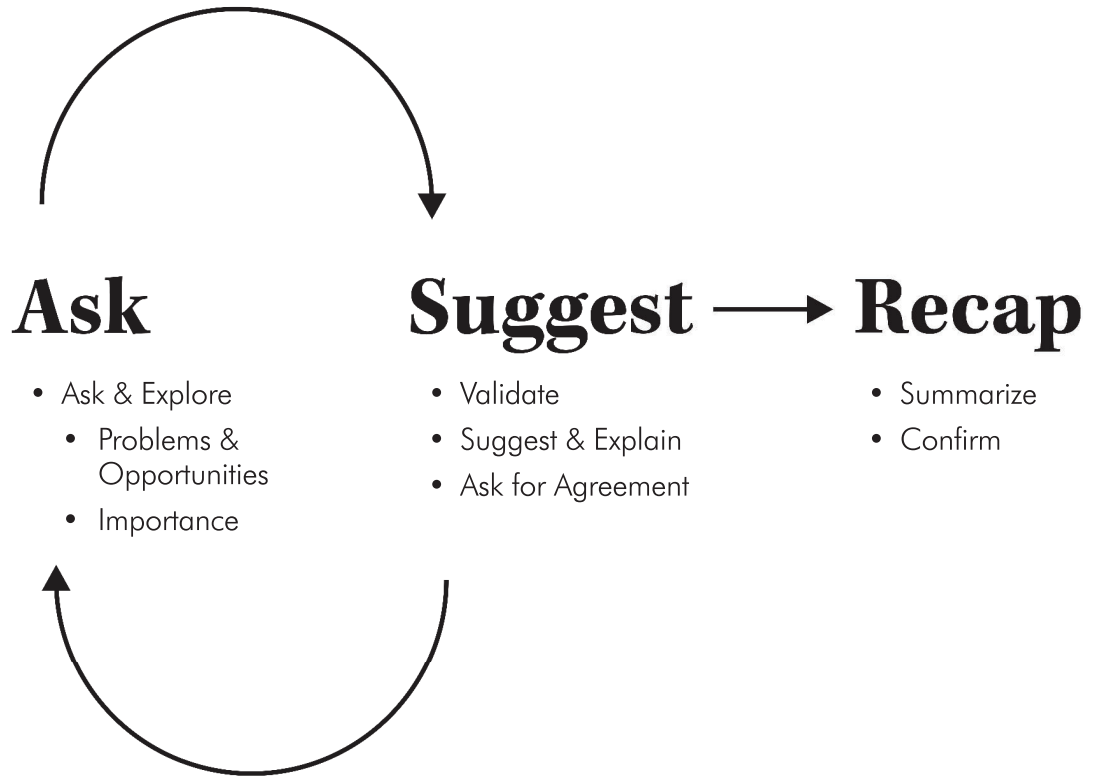 Ask
• Ask & Explore
• Problems &
Opportunities
• Importance
Suggest
• Validate
• Suggest & Explain
• Ask for Agreement
Recap
• Summarize
• Confirm